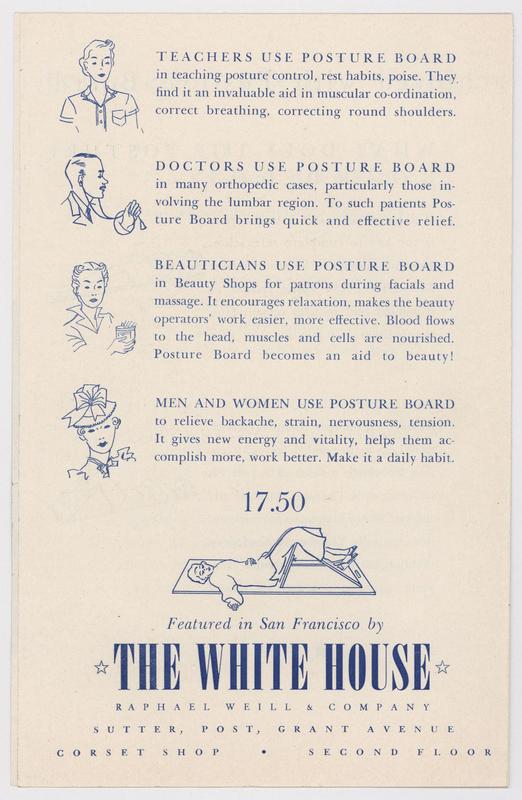 TEACHERS USE POSTURE BOARD
in teaching posture control, rest habits, poise. They
find it an invaluable aid in muscular co-ordination,
correct breathing, correcting round shoulders.
DOCTORS USE POSTURE BOARD
in many orthopedic cases, particularly those in-
volving the lumbar region. To such patients Pos-
ture Board brings quick and effective relief.
BEAUTICIANS USE POSTURE BOARD
in Beauty Shops for patrons during facials and
massage. It encourages relaxation, makes the beauty
operators' work easier, more effective. Blood flows
to the head, muscles and cells are nourished.
Posture Board becomes an aid to beauty!
MEN AND WOMEN USE POSTURE BOARD
to relieve backache, strain, nervousness, tension.
It gives new energy and vitality, helps them ac-
complish more, work better. Make it a daily habit.
17.50
Featured in San Francisco by
☆THE WHITE HOUSE☆
RAPHAEL WEILL & COMPANY
SUTTER, POST, GRANT AVENUE
CORSET SHOP • SECOND FLOOR